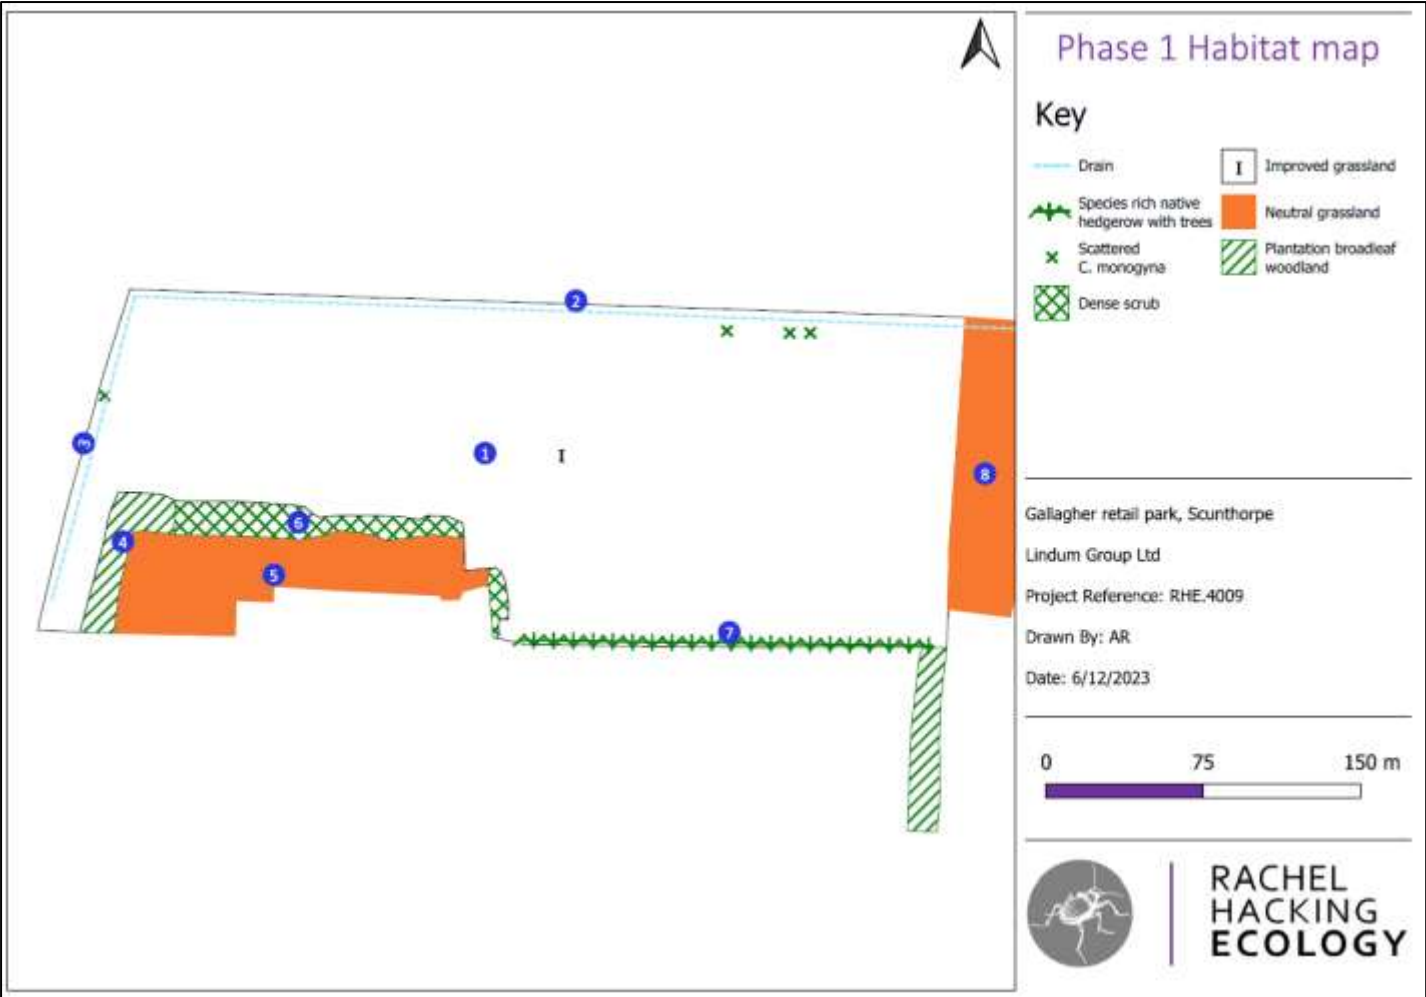 Phase 1 Habitat map
Key
Drain
I
Improved grassland
Species rich native
hedgerow with trees
Neutral grassland
Scattered
C. monogyna
Plantation broadleaf
woodland
Dense scrub
2
3
1
I
8
6
4
5
7
Gallagher retail park, Scunthorpe
Lindum Group Ltd
Project Reference: RHE.4009
Drawn By: AR
Date: 6/12/2023
0 75 150 m
RACHEL
HACKING
ECOLOGY